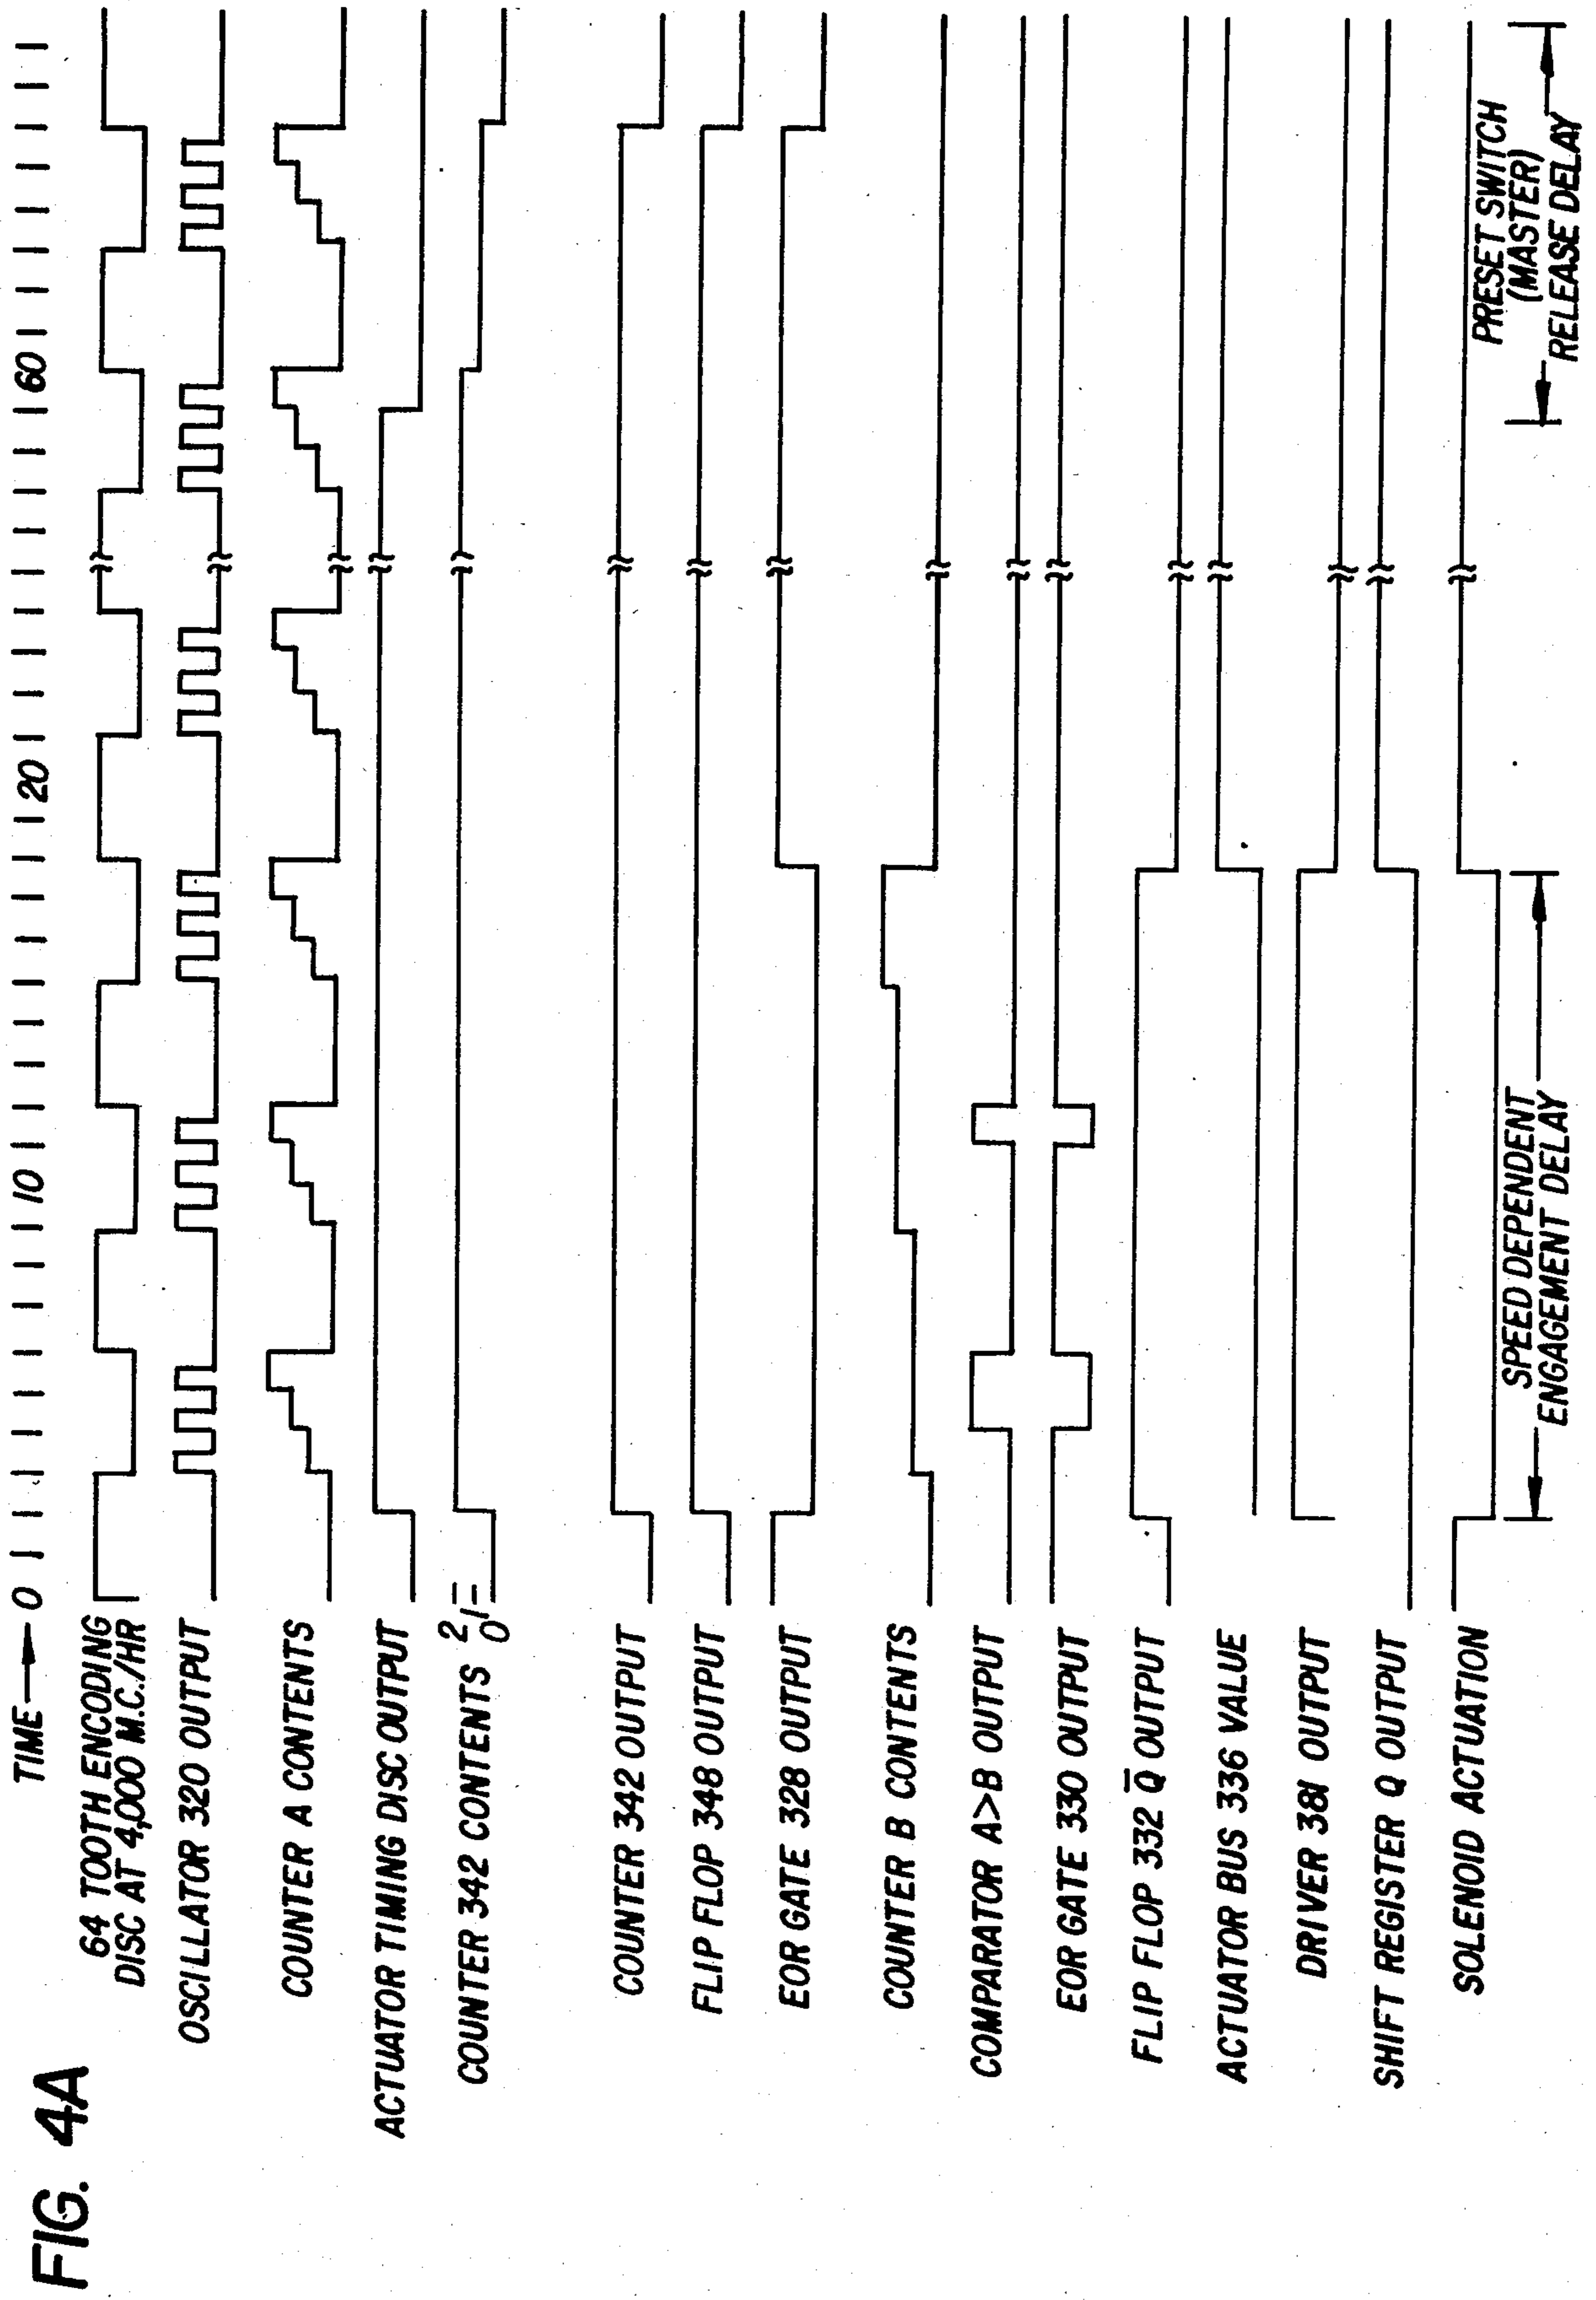 FIG. 4A
TIME
0
10
20
60
64 TOOTH ENCODING
DISC AT 4,000 M.C./HR
OSCILLATOR 320 OUTPUT
COUNTER A CONTENTS
ACTUATOR TIMING DISC OUTPUT
COUNTER 342 CONTENTS
2
1
0
COUNTER 342 OUTPUT
FLIP FLOP 348 OUTPUT
EOR GATE 328 OUTPUT
COUNTER B CONTENTS
COMPARATOR A>B OUTPUT
EOR GATE 330 OUTPUT
FLIP FLOP 332 Q̅ OUTPUT
ACTUATOR BUS 336 VALUE
DRIVER 381 OUTPUT
SHIFT REGISTER Q OUTPUT
SOLENOID ACTUATION
SPEED DEPENDENT
ENGAGEMENT DELAY
PRESET SWITCH
(MASTER)
RELEASE DELAY